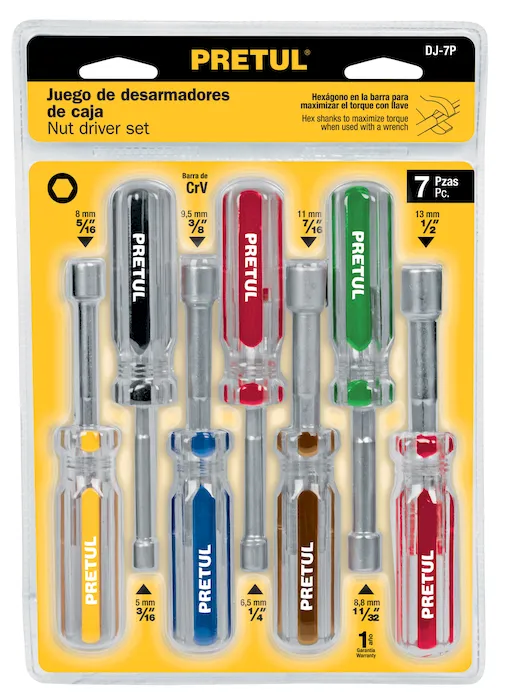 PRETUL®
DJ-7P
Juego de desarmadores
de caja
Nut driver set
Hexágono en la barra para
maximizar el torque con llave
Hex shanks to maximize torque
when used with a wrench
Barra de
CrV
7 Pzas
Pc.
8 mm
5/16"
9,5 mm
3/8"
11 mm
7/16"
13 mm
1/2"
PRETUL
PRETUL
PRETUL
PRETUL
PRETUL
PRETUL
PRETUL
5 mm
3/16"
6,5 mm
1/4"
8,8 mm
11/32"
1 año
Garantía
Warranty